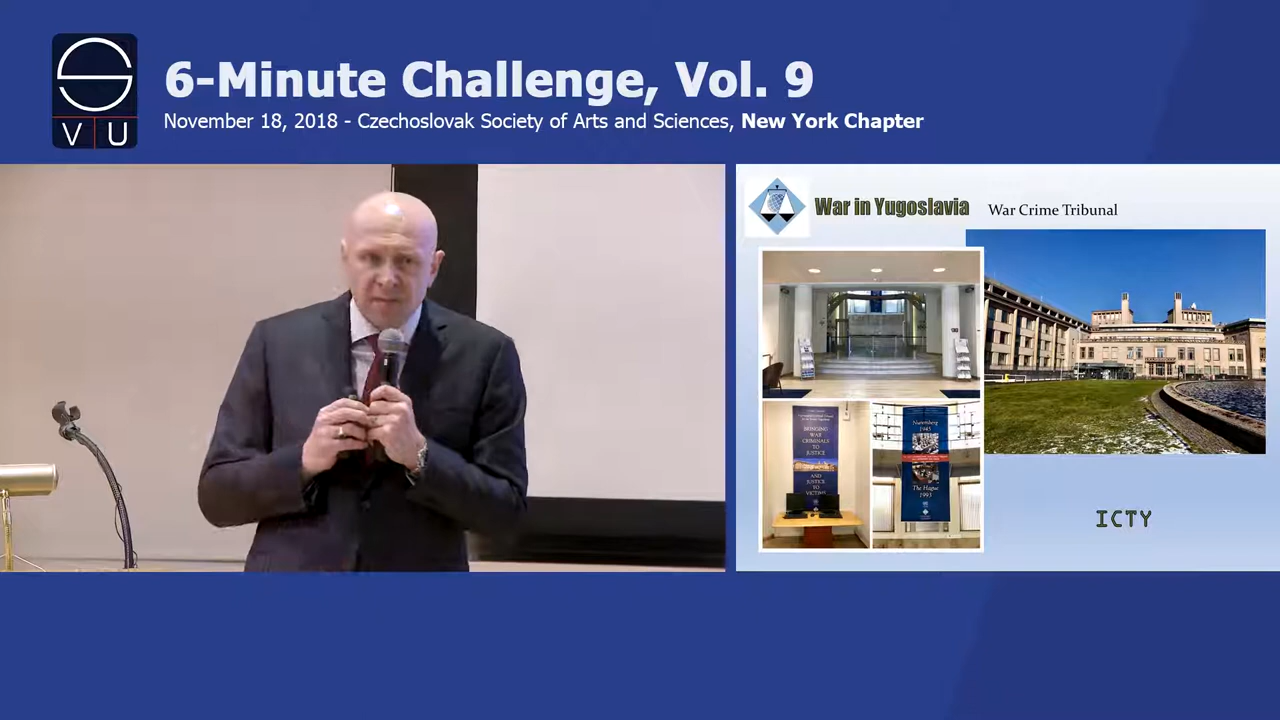 S
V U
6-Minute Challenge, Vol. 9
November 18, 2018 - Czechoslovak Society of Arts and Sciences, New York Chapter
War in Yugoslavia
War Crime Tribunal
BRINGING
WAR
CRIMINALS
TO
JUSTICE
AND
JUSTICE
TO
VICTIMS
Nuremberg
1945
The Hague
1993
ICTY